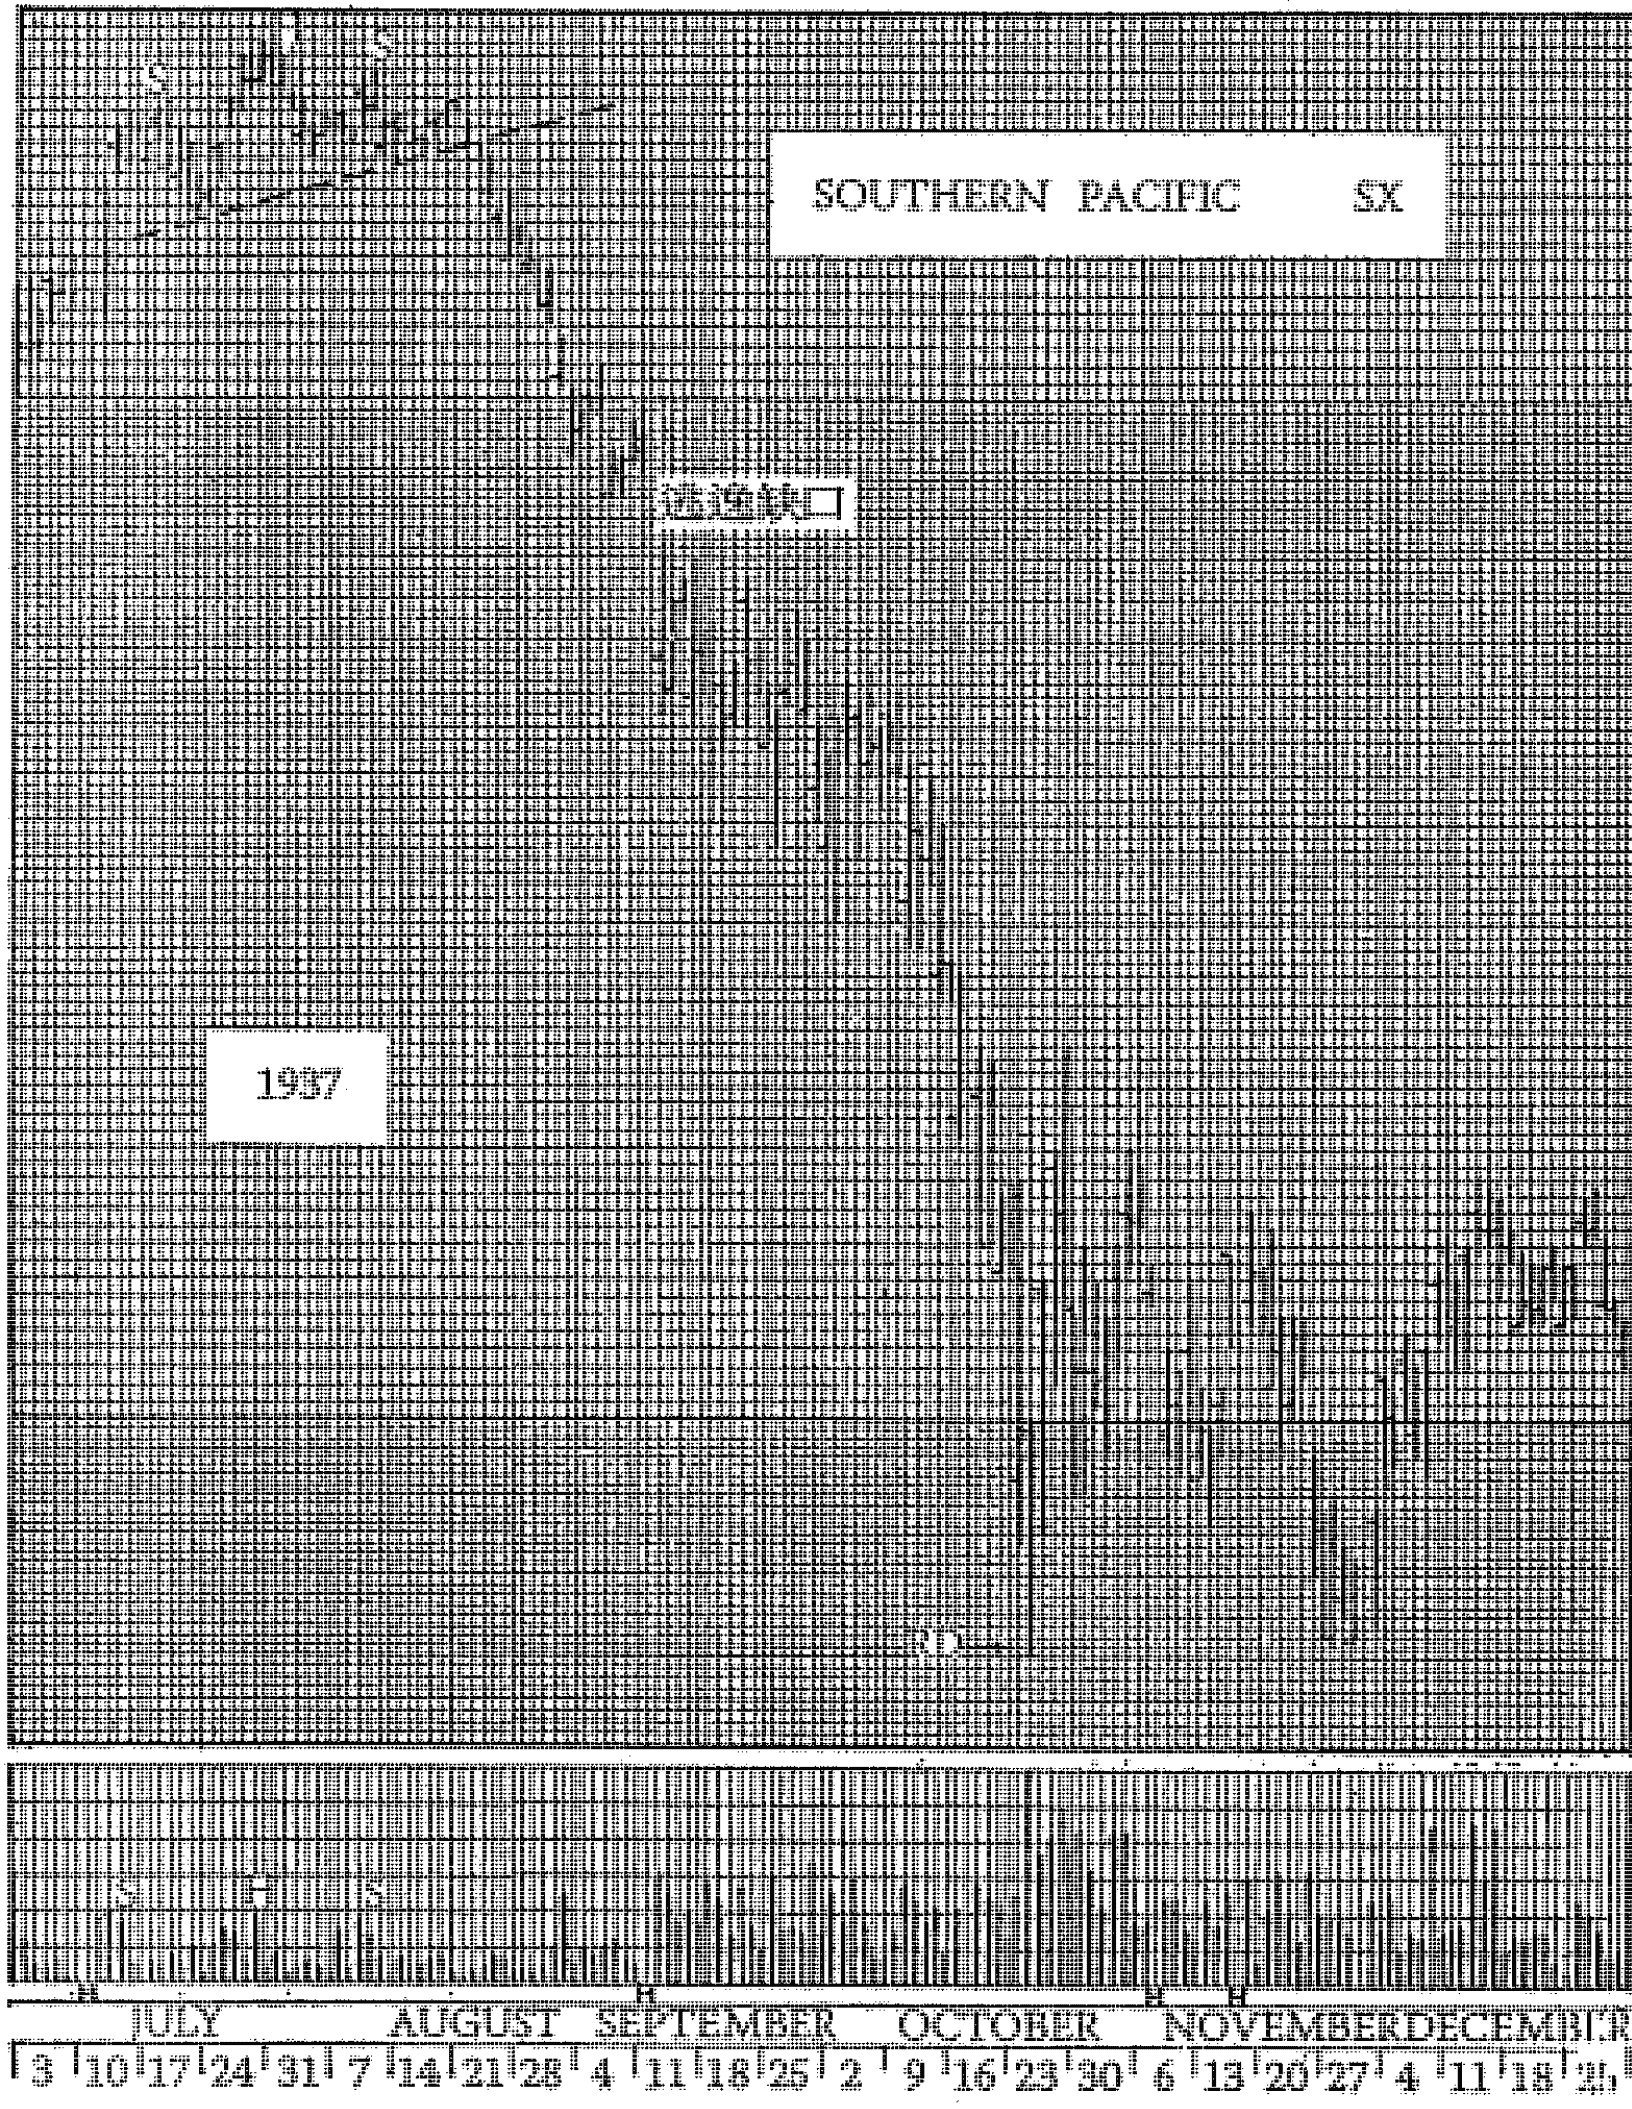 S
S
SOUTHERN PACIFIC SX
1937
S H S
H H H H
JULY AUGUST SEPTEMBER OCTOBER NOVEMBER DECEMBER
3 10 17 24 31 7 14 21 28 4 11 18 25 2 9 16 23 30 6 13 20 27 4 11 18 25